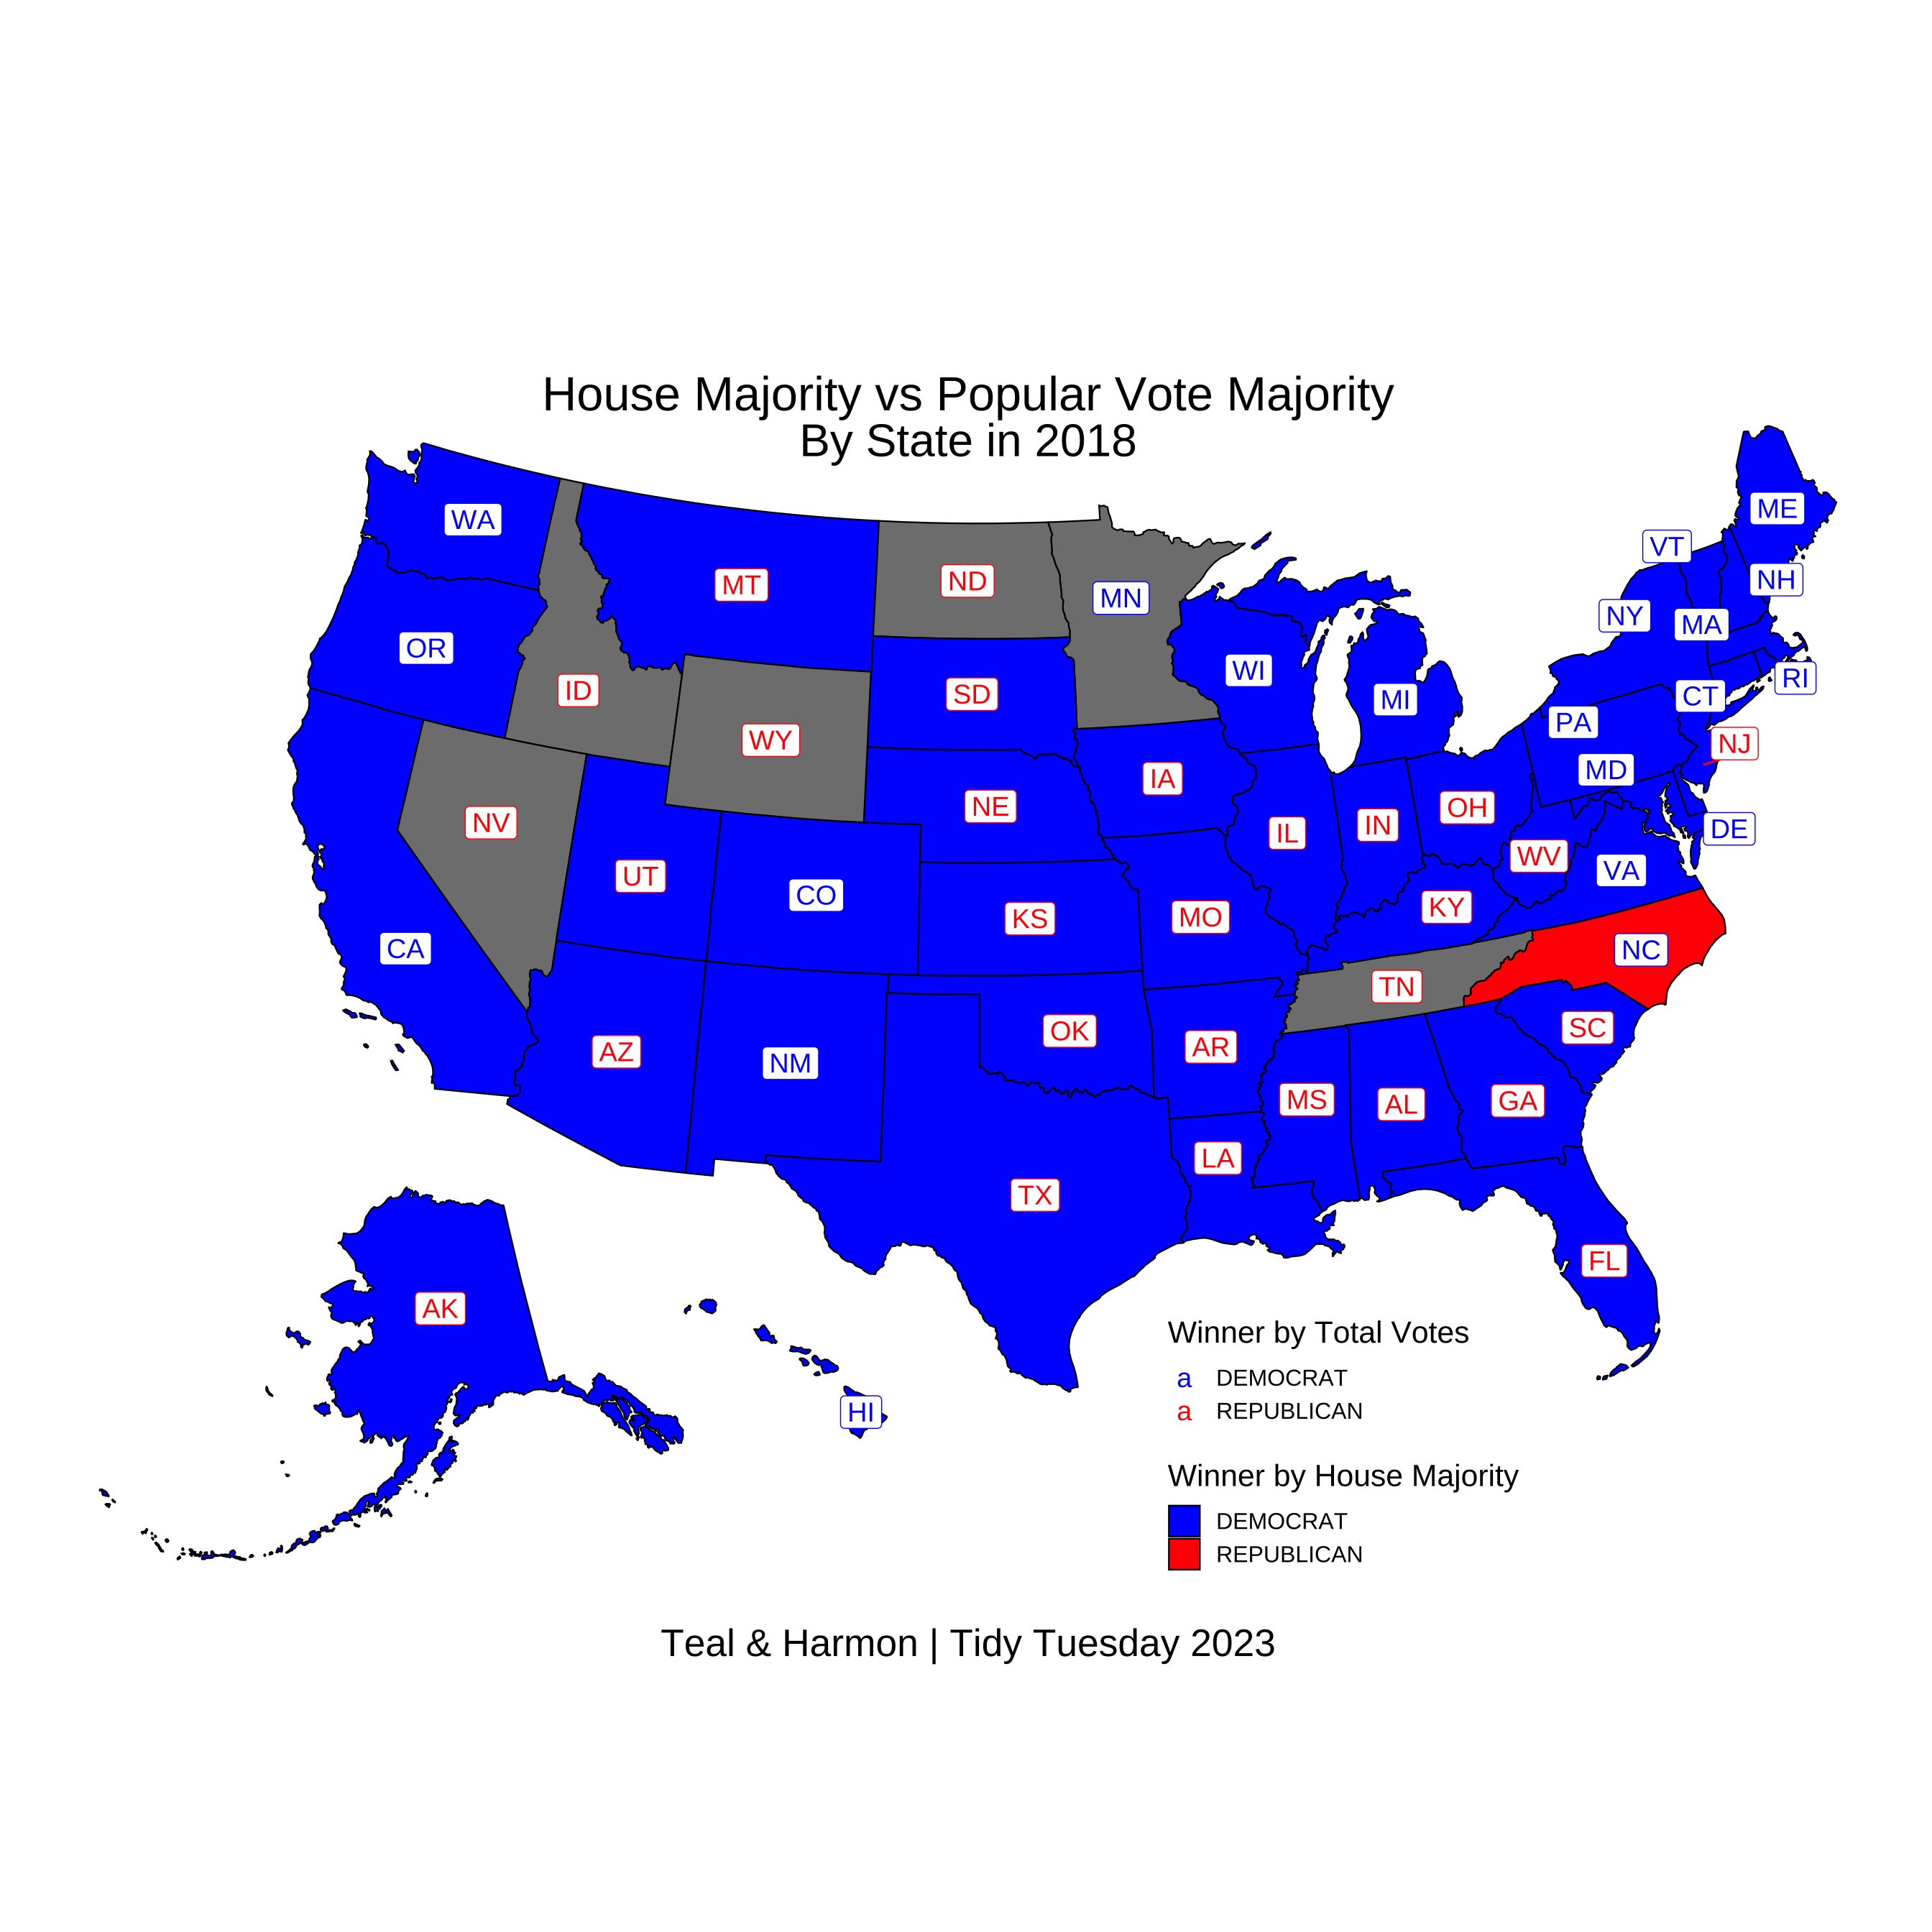 House Majority vs Popular Vote Majority
By State in 2018
WA
ME
VT
MT
ND
NH
MN
NY
MA
OR
WI
RI
ID
SD
MI
CT
PA
WY
NJ
MD
IA
NE
OH
NV
IL
IN
DE
WV
UT
VA
CO
KY
KS
MO
CA
NC
TN
SC
OK
AZ
AR
NM
MS
AL
GA
LA
TX
FL
AK
HI
Winner by Total Votes
a DEMOCRAT
a REPUBLICAN
Winner by House Majority
DEMOCRAT
REPUBLICAN
Teal & Harmon | Tidy Tuesday 2023